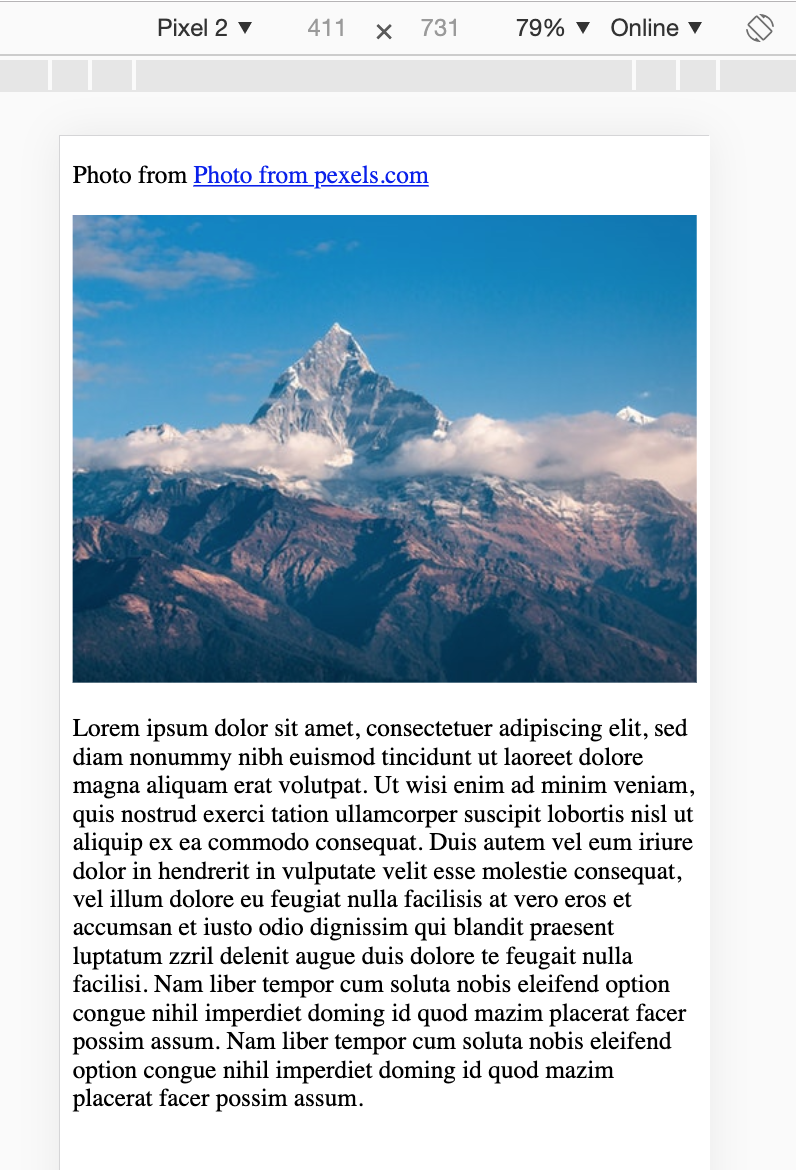 Pixel 2 ▼ 411 × 731 79% ▼ Online ▼
Photo from Photo from pexels.com
Lorem ipsum dolor sit amet, consectetuer adipiscing elit, sed
diam nonummy nibh euismod tincidunt ut laoreet dolore
magna aliquam erat volutpat. Ut wisi enim ad minim veniam,
quis nostrud exerci tation ullamcorper suscipit lobortis nisl ut
aliquip ex ea commodo consequat. Duis autem vel eum iriure
dolor in hendrerit in vulputate velit esse molestie consequat,
vel illum dolore eu feugiat nulla facilisis at vero eros et
accumsan et iusto odio dignissim qui blandit praesent
luptatum zzril delenit augue duis dolore te feugait nulla
facilisi. Nam liber tempor cum soluta nobis eleifend option
congue nihil imperdiet doming id quod mazim placerat facer
possim assum. Nam liber tempor cum soluta nobis eleifend
option congue nihil imperdiet doming id quod mazim
placerat facer possim assum.